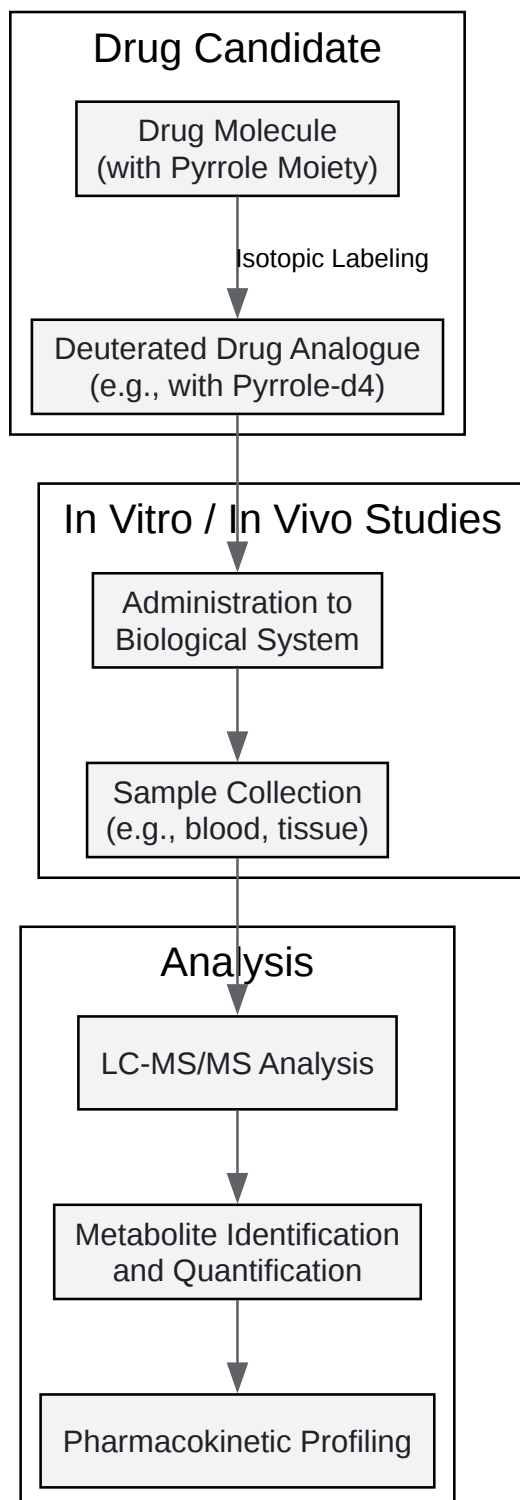 Drug Candidate
Drug Molecule
(with Pyrrole Moiety)
Isotopic Labeling
Deuterated Drug Analogue
(e.g., with Pyrrole-d4)
In Vitro / In Vivo Studies
Administration to
Biological System
Sample Collection
(e.g., blood, tissue)
Analysis
LC-MS/MS Analysis
Metabolite Identification
and Quantification
Pharmacokinetic Profiling